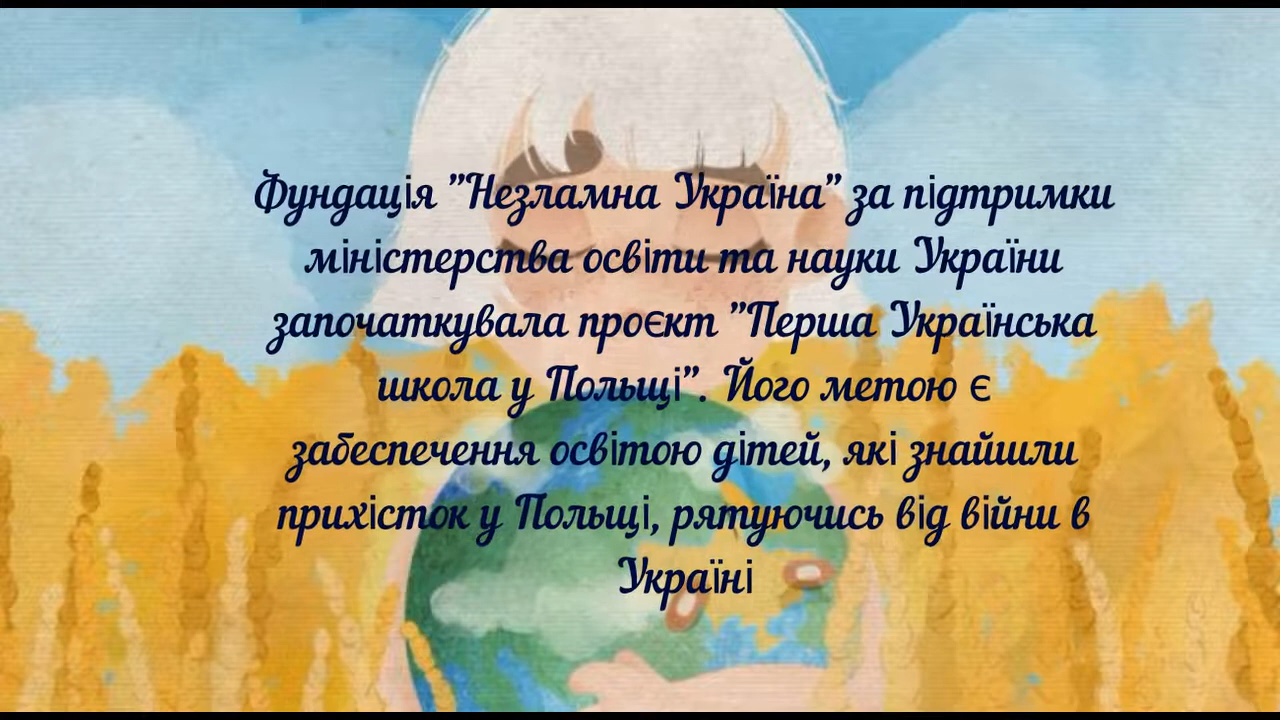 Фундація "Незламна Україна" за підтримки
міністерства освіти та науки України
започаткувала проєкт "Перша Українська
школа у Польщі". Його метою є
забеспечення освітою дітей, які знайшли
прихісток у Польщі, рятуючись від війни в
Україні